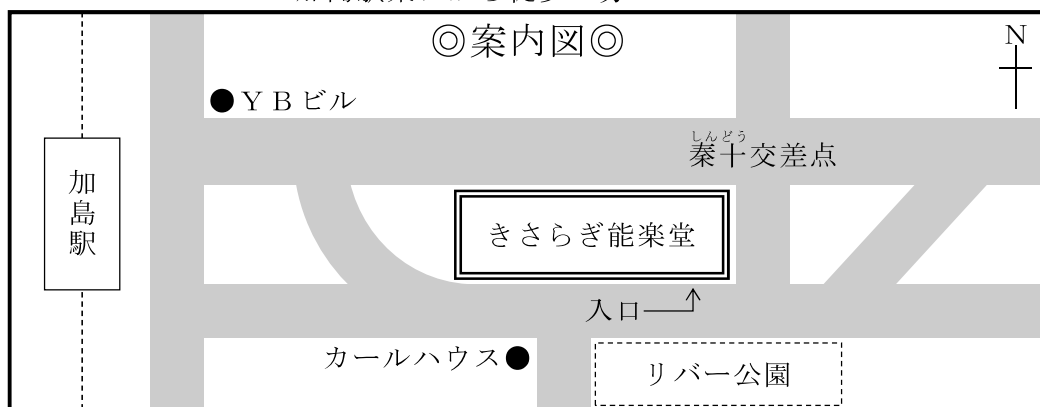 ◎案内図◎
N
●YBビル
しんどう
秦十交差点
加島駅
きさらぎ能楽堂
入口
カールハウス●
リバー公園